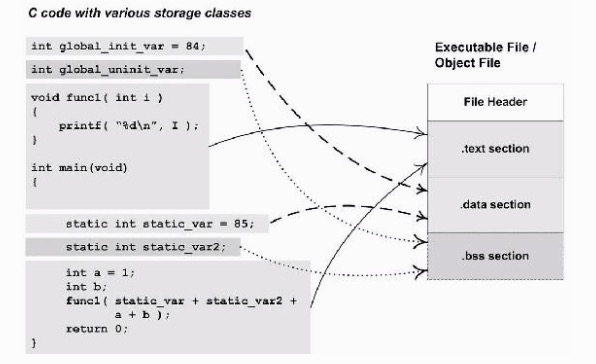 C code with various storage classes
int global_init_var = 84;
int global_uninit_var;
void func1( int i )
{
printf( "%d\n", I );
}
int main(void)
{
static int static_var = 85;
static int static_var2;
int a = 1;
int b;
func1( static_var + static_var2 +
a + b );
return 0;
}
Executable File /
Object File
File Header
.text section
.data section
.bss section